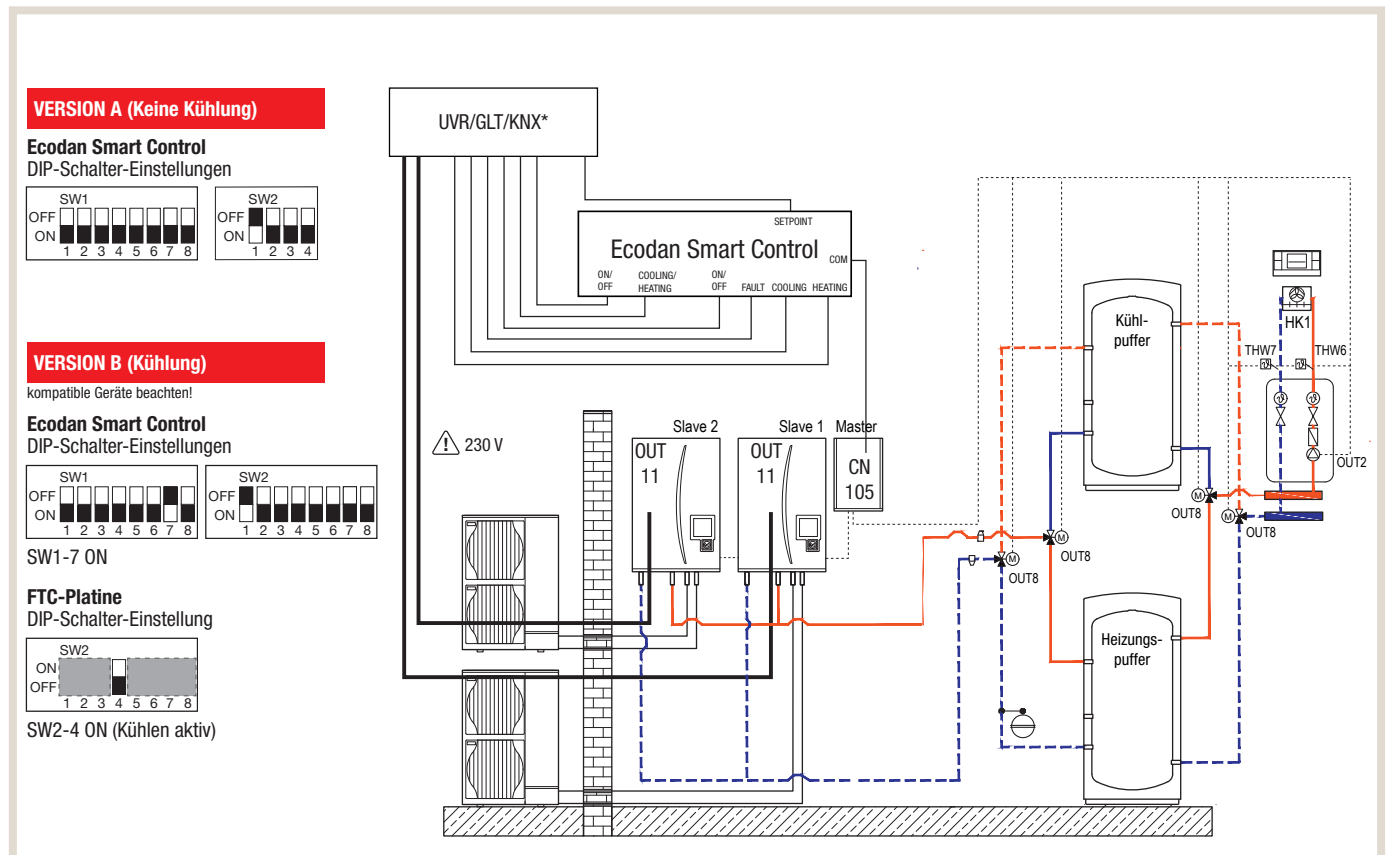 VERSION A (Keine Kühlung)
Ecodan Smart Control
DIP-Schalter-Einstellungen
SW1
OFF
ON
1 2 3 4 5 6 7 8
SW2
OFF
ON
1 2 3 4
VERSION B (Kühlung)
kompatible Geräte beachten!
Ecodan Smart Control
DIP-Schalter-Einstellungen
SW1
OFF
ON
1 2 3 4 5 6 7 8
SW2
OFF
ON
1 2 3 4 5 6 7 8
SW1-7 ON
FTC-Platine
DIP-Schalter-Einstellung
SW2
ON
OFF
1 2 3 4 5 6 7 8
SW2-4 ON (Kühlen aktiv)
UVR/GLT/KNX*
SETPOINT
Ecodan Smart Control
COM
ON/
OFF
COOLING/
HEATING
ON/
OFF
FAULT
COOLING
HEATING
230 V
Slave 2
OUT
11
Slave 1
OUT
11
Master
CN
105
Kühl-
puffer
Heizungs-
puffer
HK1
THW7
THW6
OUT2
M
OUT8
M
OUT8
M
OUT8
M
OUT8